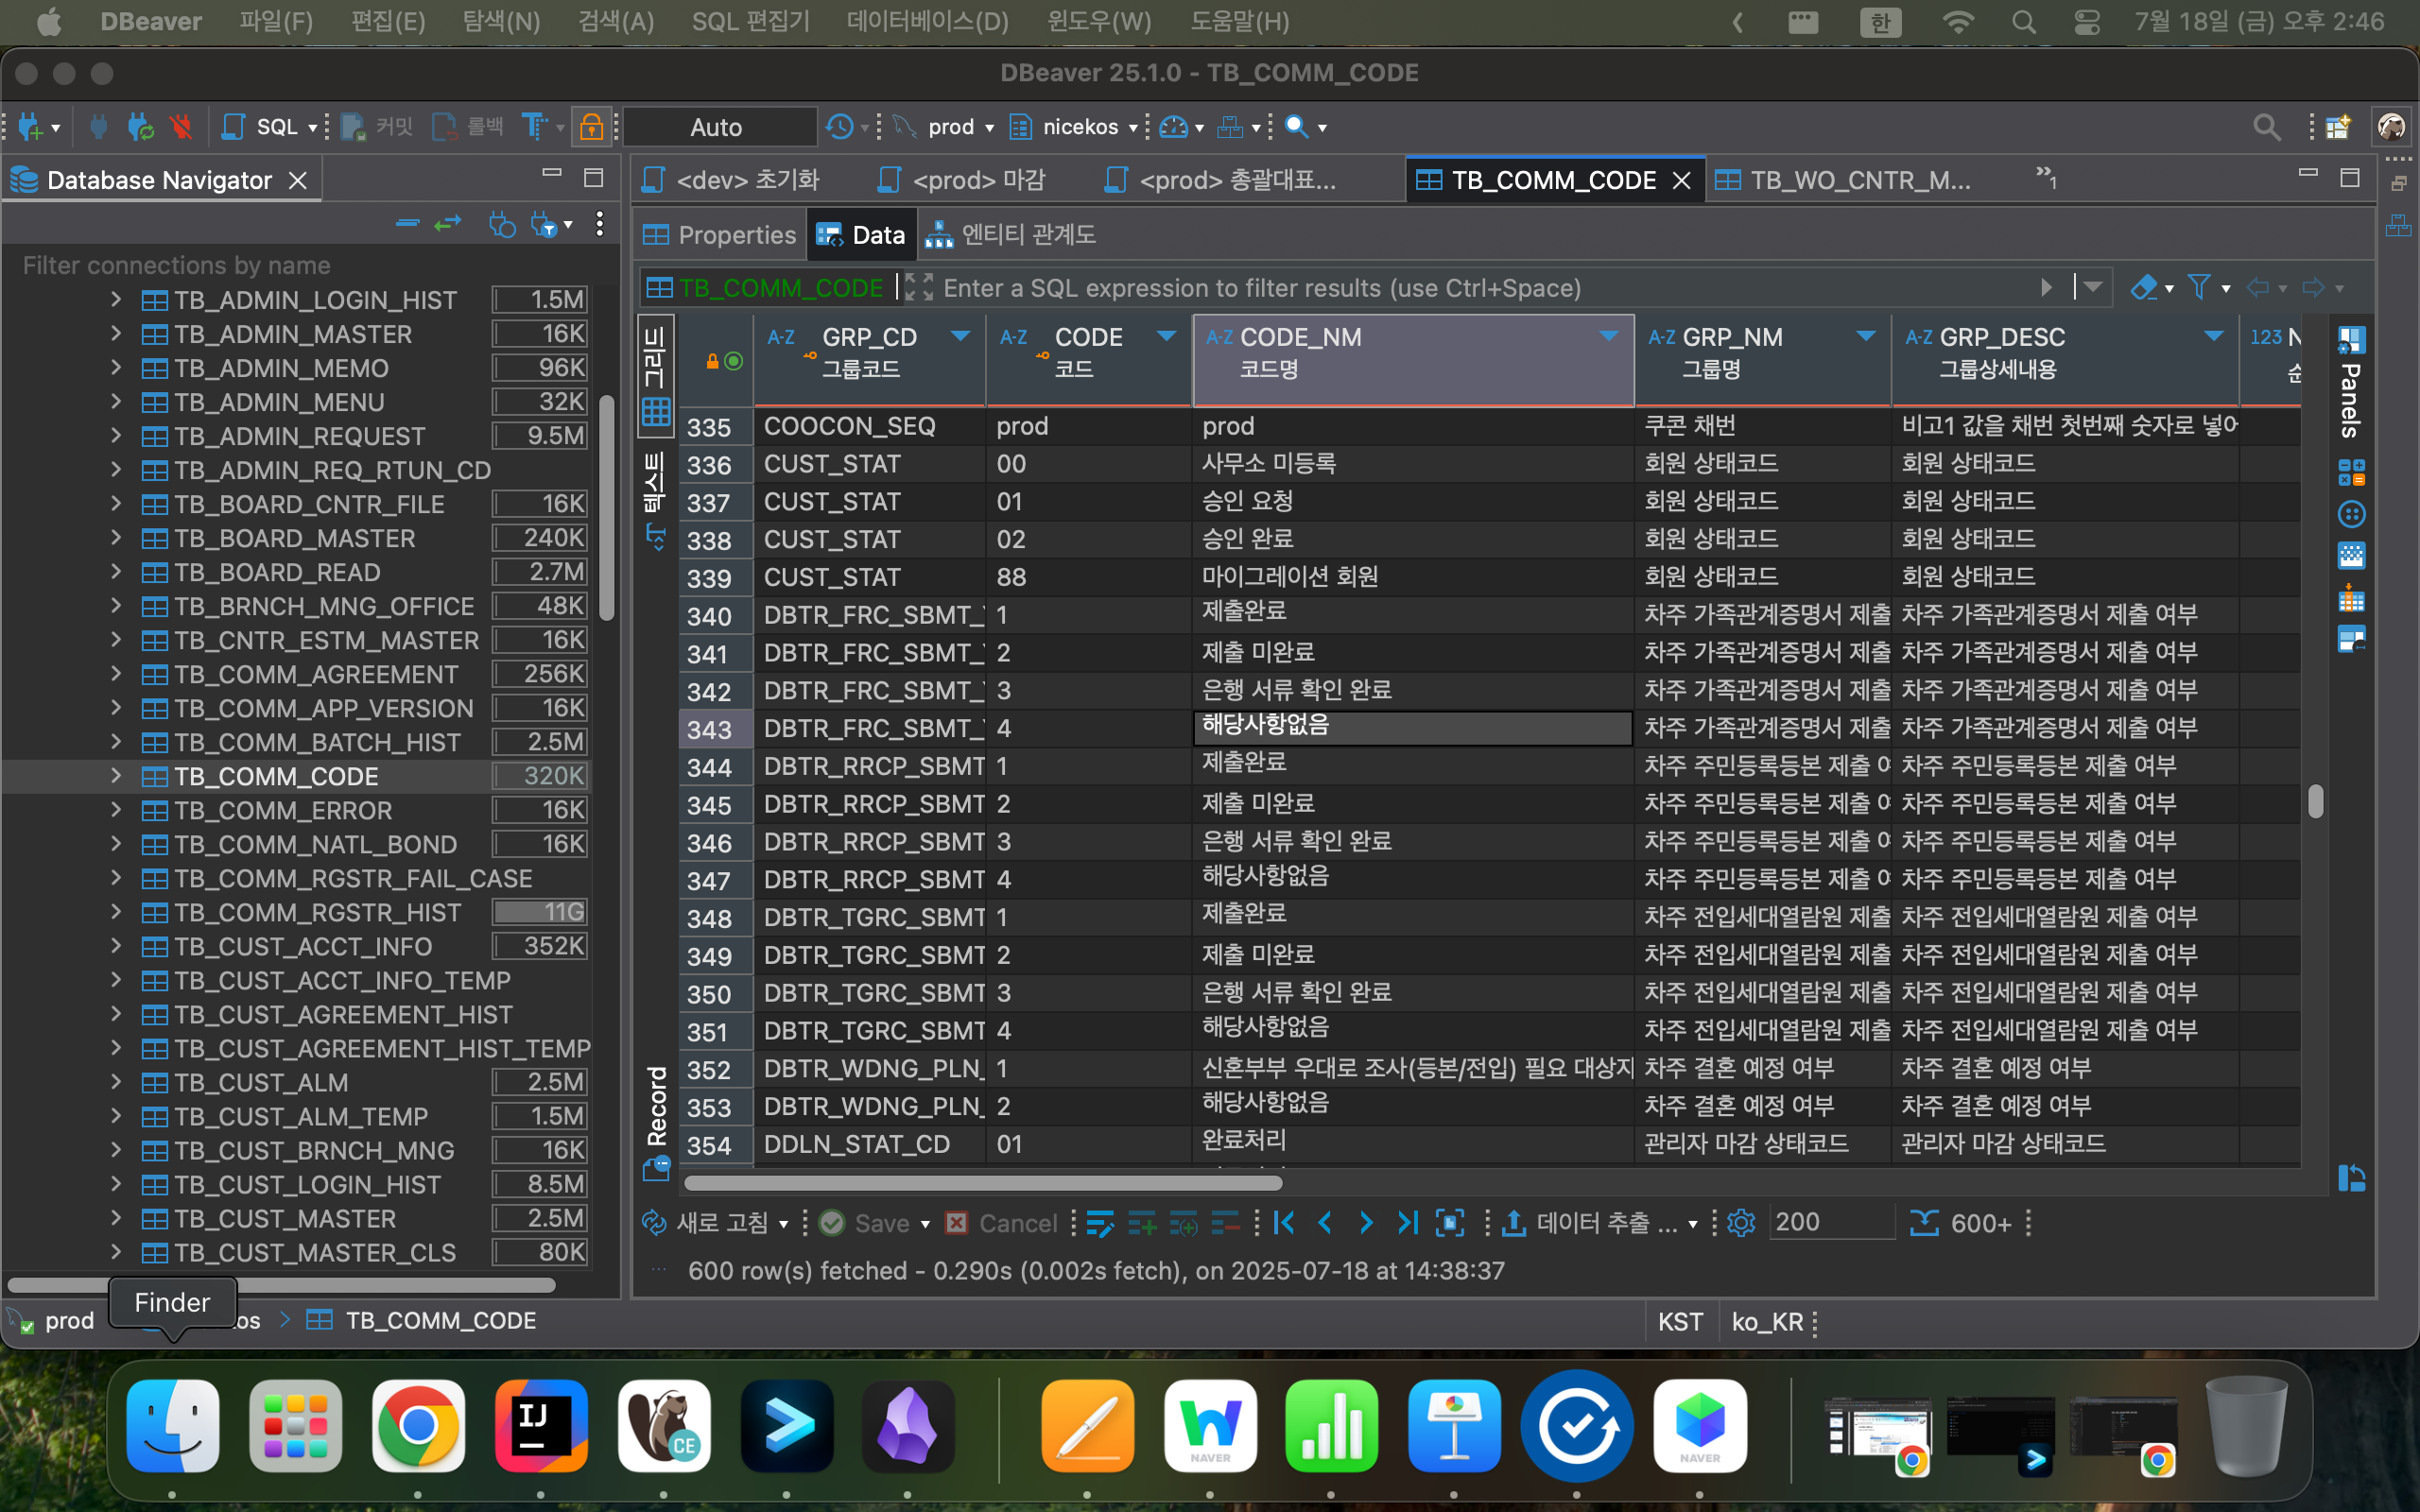 DBeaver 파일(F) 편집(E) 탐색(N) 검색(A) SQL 편집기 데이터베이스(D) 윈도우(W) 도움말(H) 한 7월 18일 (금) 오후 2:46
DBeaver 25.1.0 - TB_COMM_CODE
SQL 커밋 롤백 Auto prod nicekos
Database Navigator
<dev> 초기화 <prod> 마감 <prod> 총괄대표... TB_COMM_CODE TB_WO_CNTR_M... »1
Properties Data 엔티티 관계도
Filter connections by name
TB_COMM_CODE Enter a SQL expression to filter results (use Ctrl+Space)
TB_ADMIN_LOGIN_HIST 1.5M
TB_ADMIN_MASTER 16K
TB_ADMIN_MEMO 96K
TB_ADMIN_MENU 32K
TB_ADMIN_REQUEST 9.5M
TB_ADMIN_REQ_RTUN_CD
TB_BOARD_CNTR_FILE 16K
TB_BOARD_MASTER 240K
TB_BOARD_READ 2.7M
TB_BRNCH_MNG_OFFICE 48K
TB_CNTR_ESTM_MASTER 16K
TB_COMM_AGREEMENT 256K
TB_COMM_APP_VERSION 16K
TB_COMM_BATCH_HIST 2.5M
TB_COMM_CODE 320K
TB_COMM_ERROR 16K
TB_COMM_NATL_BOND 16K
TB_COMM_RGSTR_FAIL_CASE
TB_COMM_RGSTR_HIST 11G
TB_CUST_ACCT_INFO 352K
TB_CUST_ACCT_INFO_TEMP
TB_CUST_AGREEMENT_HIST
TB_CUST_AGREEMENT_HIST_TEMP
TB_CUST_ALM 2.5M
TB_CUST_ALM_TEMP 1.5M
TB_CUST_BRNCH_MNG 16K
TB_CUST_LOGIN_HIST 8.5M
TB_CUST_MASTER 2.5M
TB_CUST_MASTER_CLS 80K
그리드
텍스트
Record
A-Z GRP_CD A-Z CODE A-Z CODE_NM A-Z GRP_NM A-Z GRP_DESC 123 N
그룹코드 코드 코드명 그룹명 그룹상세내용 순
335 COOCON_SEQ prod prod 쿠콘 채번 비고1 값을 채번 첫번째 숫자로 넣어
336 CUST_STAT 00 사무소 미등록 회원 상태코드 회원 상태코드
337 CUST_STAT 01 승인 요청 회원 상태코드 회원 상태코드
338 CUST_STAT 02 승인 완료 회원 상태코드 회원 상태코드
339 CUST_STAT 88 마이그레이션 회원 회원 상태코드 회원 상태코드
340 DBTR_FRC_SBMT_ 1 제출완료 차주 가족관계증명서 제출 차주 가족관계증명서 제출 여부
341 DBTR_FRC_SBMT_ 2 제출 미완료 차주 가족관계증명서 제출 차주 가족관계증명서 제출 여부
342 DBTR_FRC_SBMT_ 3 은행 서류 확인 완료 차주 가족관계증명서 제출 차주 가족관계증명서 제출 여부
343 DBTR_FRC_SBMT_ 4 해당사항없음 차주 가족관계증명서 제출 차주 가족관계증명서 제출 여부
344 DBTR_RRCP_SBMT 1 제출완료 차주 주민등록등본 제출 차주 주민등록등본 제출 여부
345 DBTR_RRCP_SBMT 2 제출 미완료 차주 주민등록등본 제출 차주 주민등록등본 제출 여부
346 DBTR_RRCP_SBMT 3 은행 서류 확인 완료 차주 주민등록등본 제출 차주 주민등록등본 제출 여부
347 DBTR_RRCP_SBMT 4 해당사항없음 차주 주민등록등본 제출 차주 주민등록등본 제출 여부
348 DBTR_TGRC_SBMT 1 제출완료 차주 전입세대열람원 제출 차주 전입세대열람원 제출 여부
349 DBTR_TGRC_SBMT 2 제출 미완료 차주 전입세대열람원 제출 차주 전입세대열람원 제출 여부
350 DBTR_TGRC_SBMT 3 은행 서류 확인 완료 차주 전입세대열람원 제출 차주 전입세대열람원 제출 여부
351 DBTR_TGRC_SBMT 4 해당사항없음 차주 전입세대열람원 제출 차주 전입세대열람원 제출 여부
352 DBTR_WDNG_PLN_ 1 신혼부부 우대로 조사(등본/전입) 필요 대상자 차주 결혼 예정 여부 차주 결혼 예정 여부
353 DBTR_WDNG_PLN_ 2 해당사항없음 차주 결혼 예정 여부 차주 결혼 예정 여부
354 DDLN_STAT_CD 01 완료처리 관리자 마감 상태코드 관리자 마감 상태코드
Panels
새로 고침 Save Cancel 데이터 추출 ... 200 600+
600 row(s) fetched - 0.290s (0.002s fetch), on 2025-07-18 at 14:38:37
Finder
prod os TB_COMM_CODE KST ko_KR
IJ CE NAVER NAVER